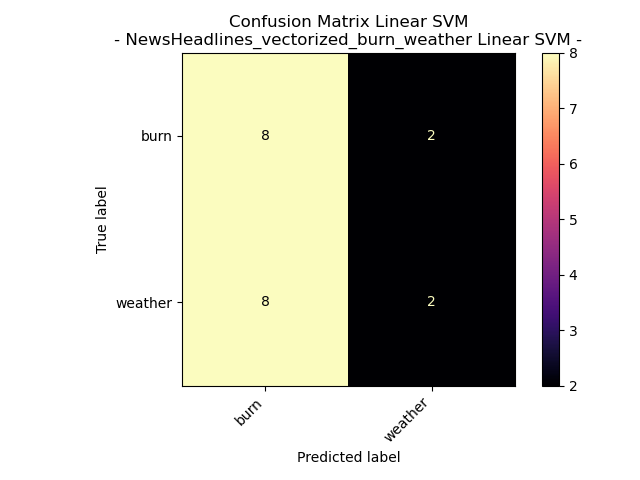 Confusion Matrix Linear SVM
- NewsHeadlines_vectorized_burn_weather Linear SVM -
8
7
6
5
4
3
2
True label
burn
8
2
weather
8
2
burn
weather
Predicted label